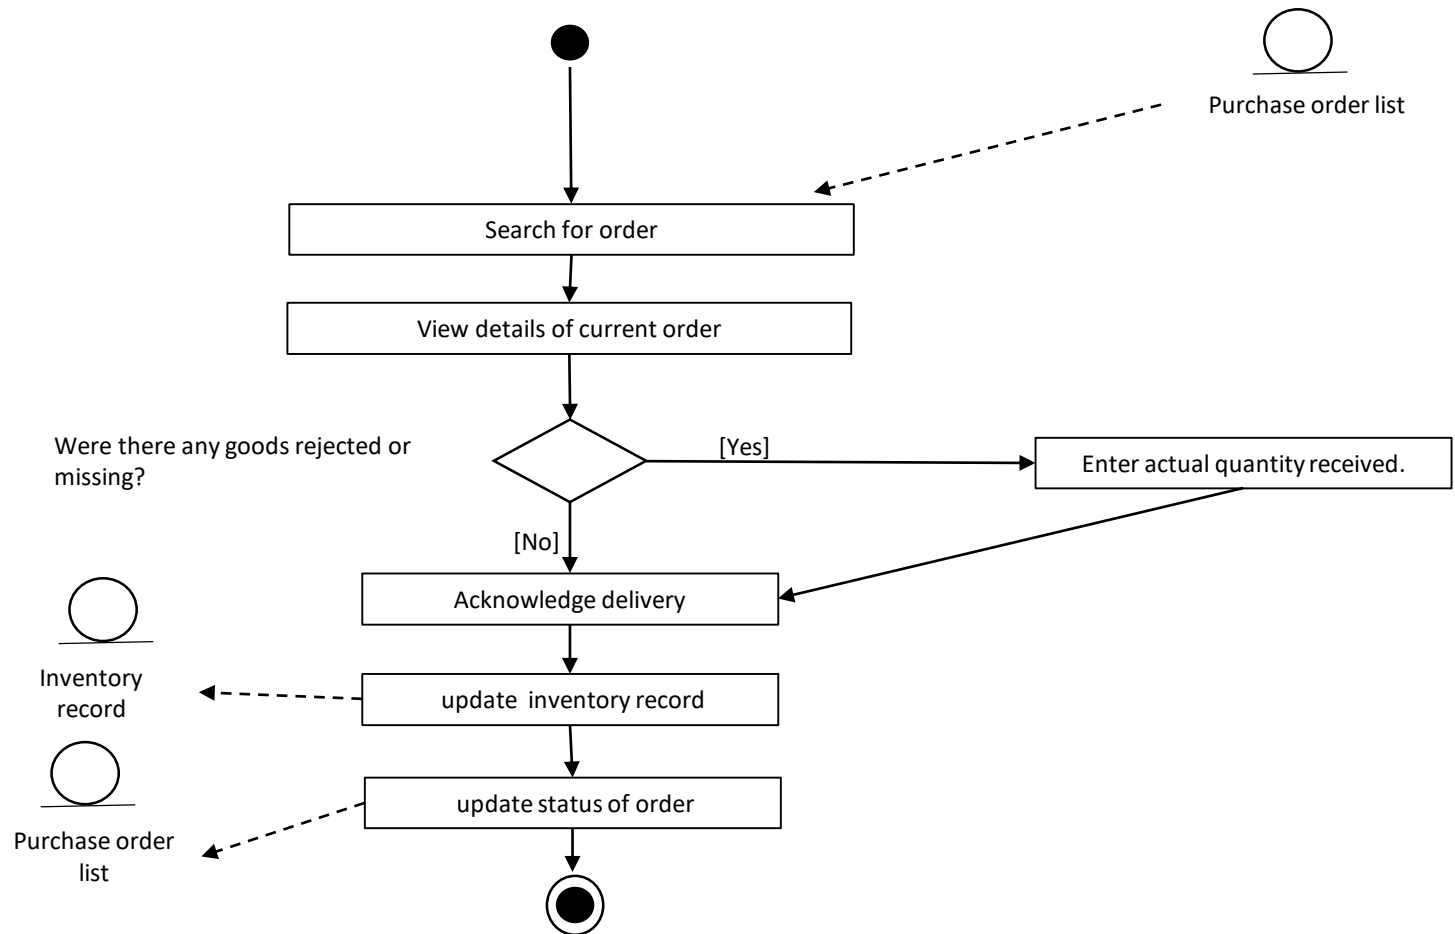 Purchase order list
Search for order
View details of current order
Were there any goods rejected or
missing?
[Yes]
Enter actual quantity received.
[No]
Acknowledge delivery
Inventory
record
update  inventory record
update status of order
Purchase order
list